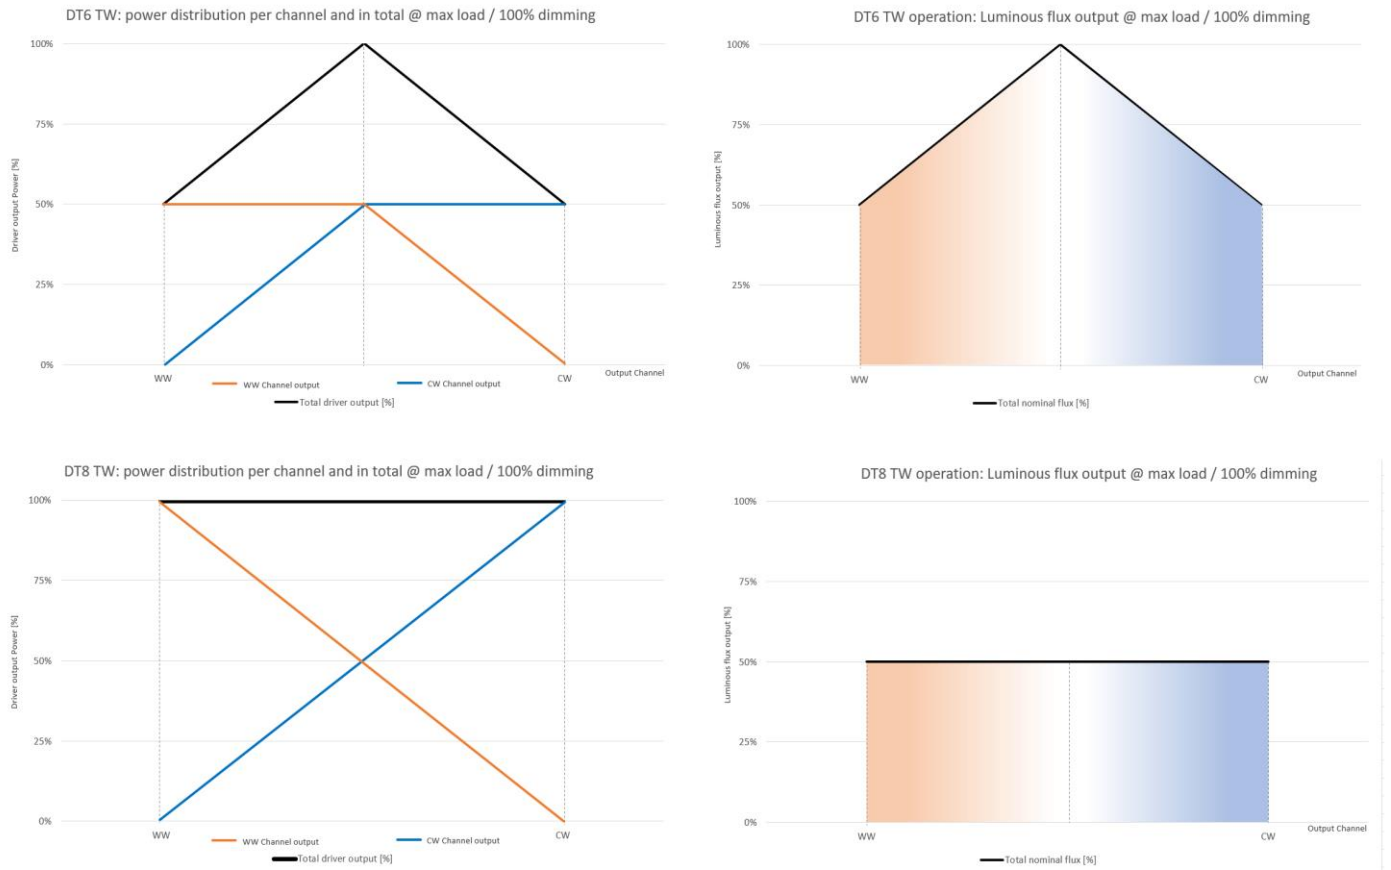 DT6 TW: power distribution per channel and in total @ max load / 100% dimming
100%
75%
50%
25%
0%
Driver output Power [%]
WW
CW
Output Channel
WW Channel output
CW Channel output
Total driver output [%]
DT6 TW operation: Luminous flux output @ max load / 100% dimming
100%
75%
50%
25%
0%
Luminous flux output [%]
WW
CW
Output Channel
Total nominal flux [%]
DT8 TW: power distribution per channel and in total @ max load / 100% dimming
100%
75%
50%
25%
0%
Driver output Power [%]
WW
CW
WW Channel output
CW Channel output
Total driver output [%]
DT8 TW operation: Luminous flux output @ max load / 100% dimming
100%
75%
50%
25%
0%
Luminous flux output [%]
WW
CW
Output Channel
Total nominal flux [%]